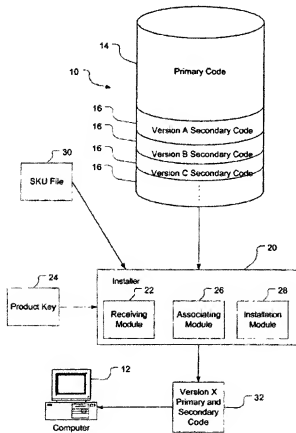 14
10
Primary Code
16
Version A Secondary Code
16
Version B Secondary Code
16
Version C Secondary Code
16
30
SKU File
20
Installer
24
Product Key
22
Receiving Module
26
Associating Module
28
Installation Module
12
Computer
Version X Primary and Secondary Code
32